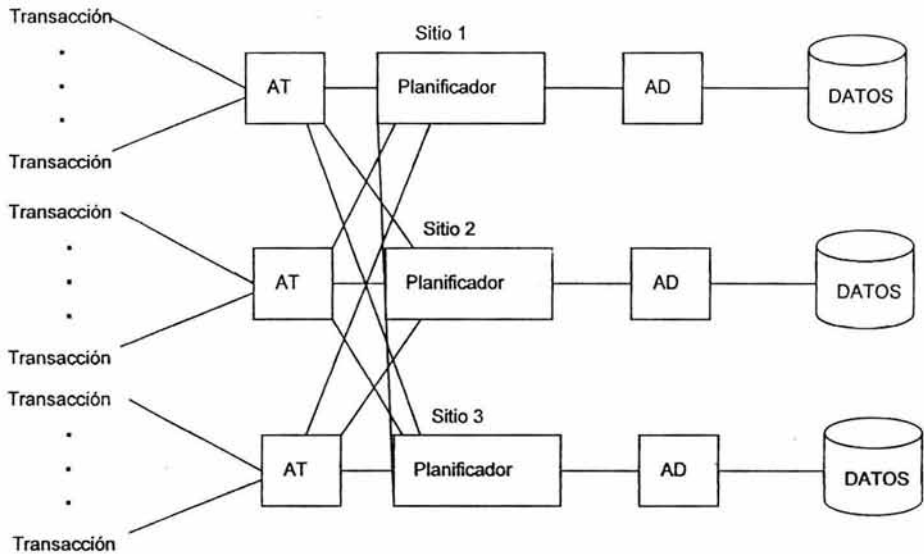 Transacción
Sitio 1
AT
Planificador
AD
DATOS
Transacción
Transacción
Sitio 2
AT
Planificador
AD
DATOS
Transacción
Transacción
Sitio 3
AT
Planificador
AD
DATOS
Transacción